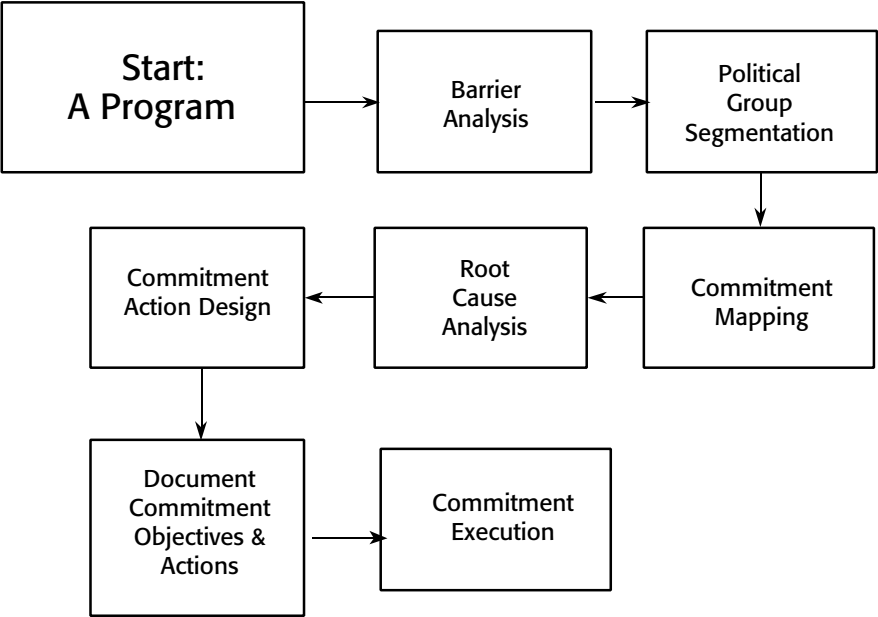 Start:
A Program
Barrier
Analysis
Political
Group
Segmentation
Commitment
Mapping
Root
Cause
Analysis
Commitment
Action Design
Document
Commitment
Objectives &
Actions
Commitment
Execution